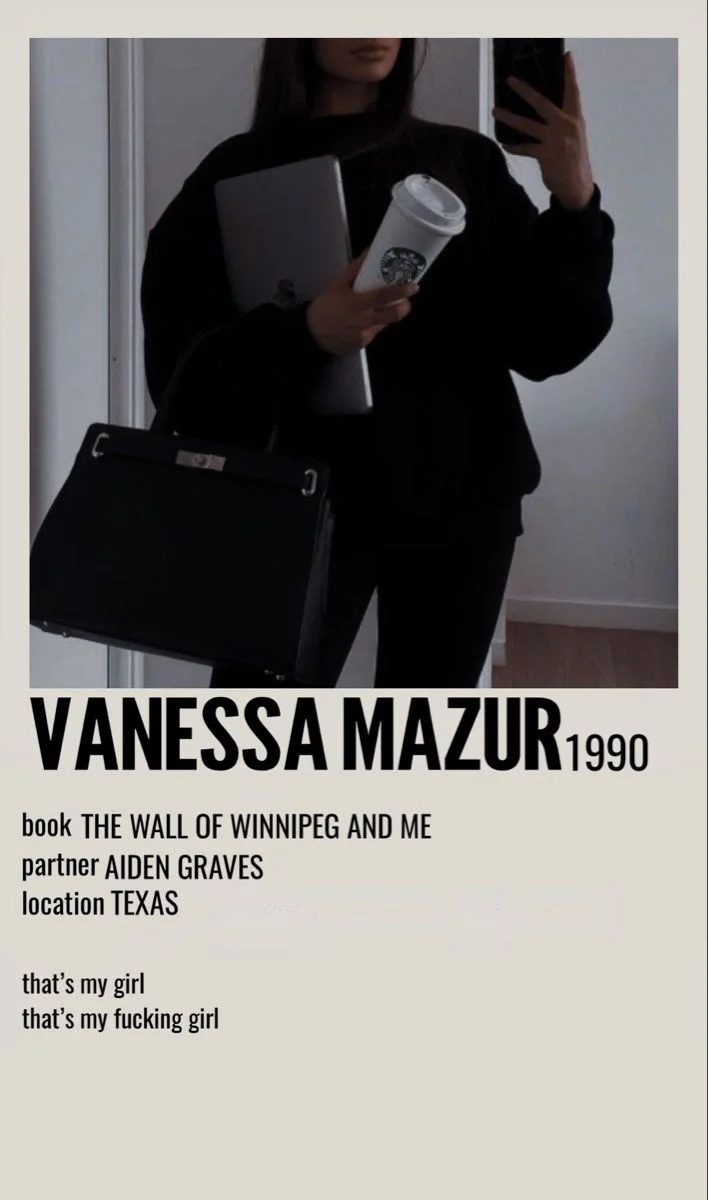 VANESSA MAZUR 1990
book THE WALL OF WINNIPEG AND ME
partner AIDEN GRAVES
location TEXAS
that's my girl
that's my fucking girl